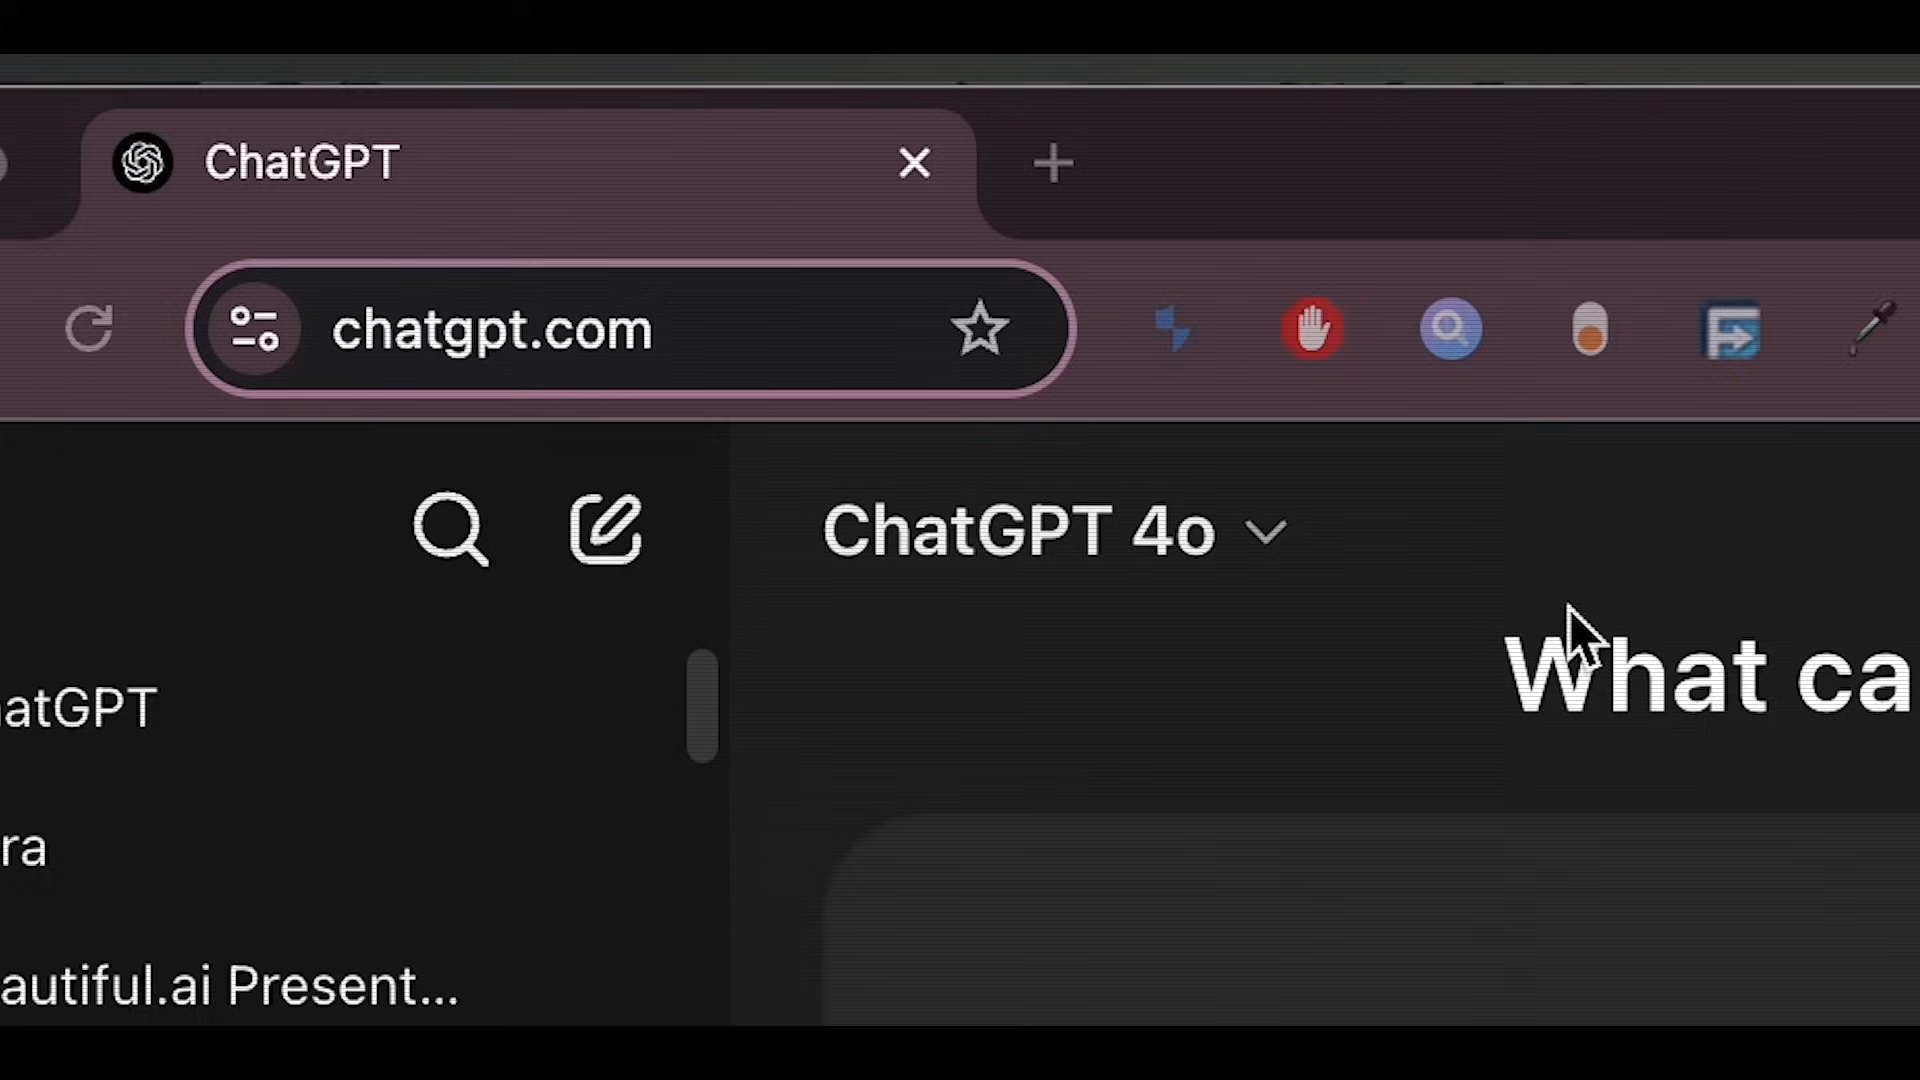 ChatGPT
chatgpt.com
ChatGPT 4o
What ca
atGPT
ra
autiful.ai Present...